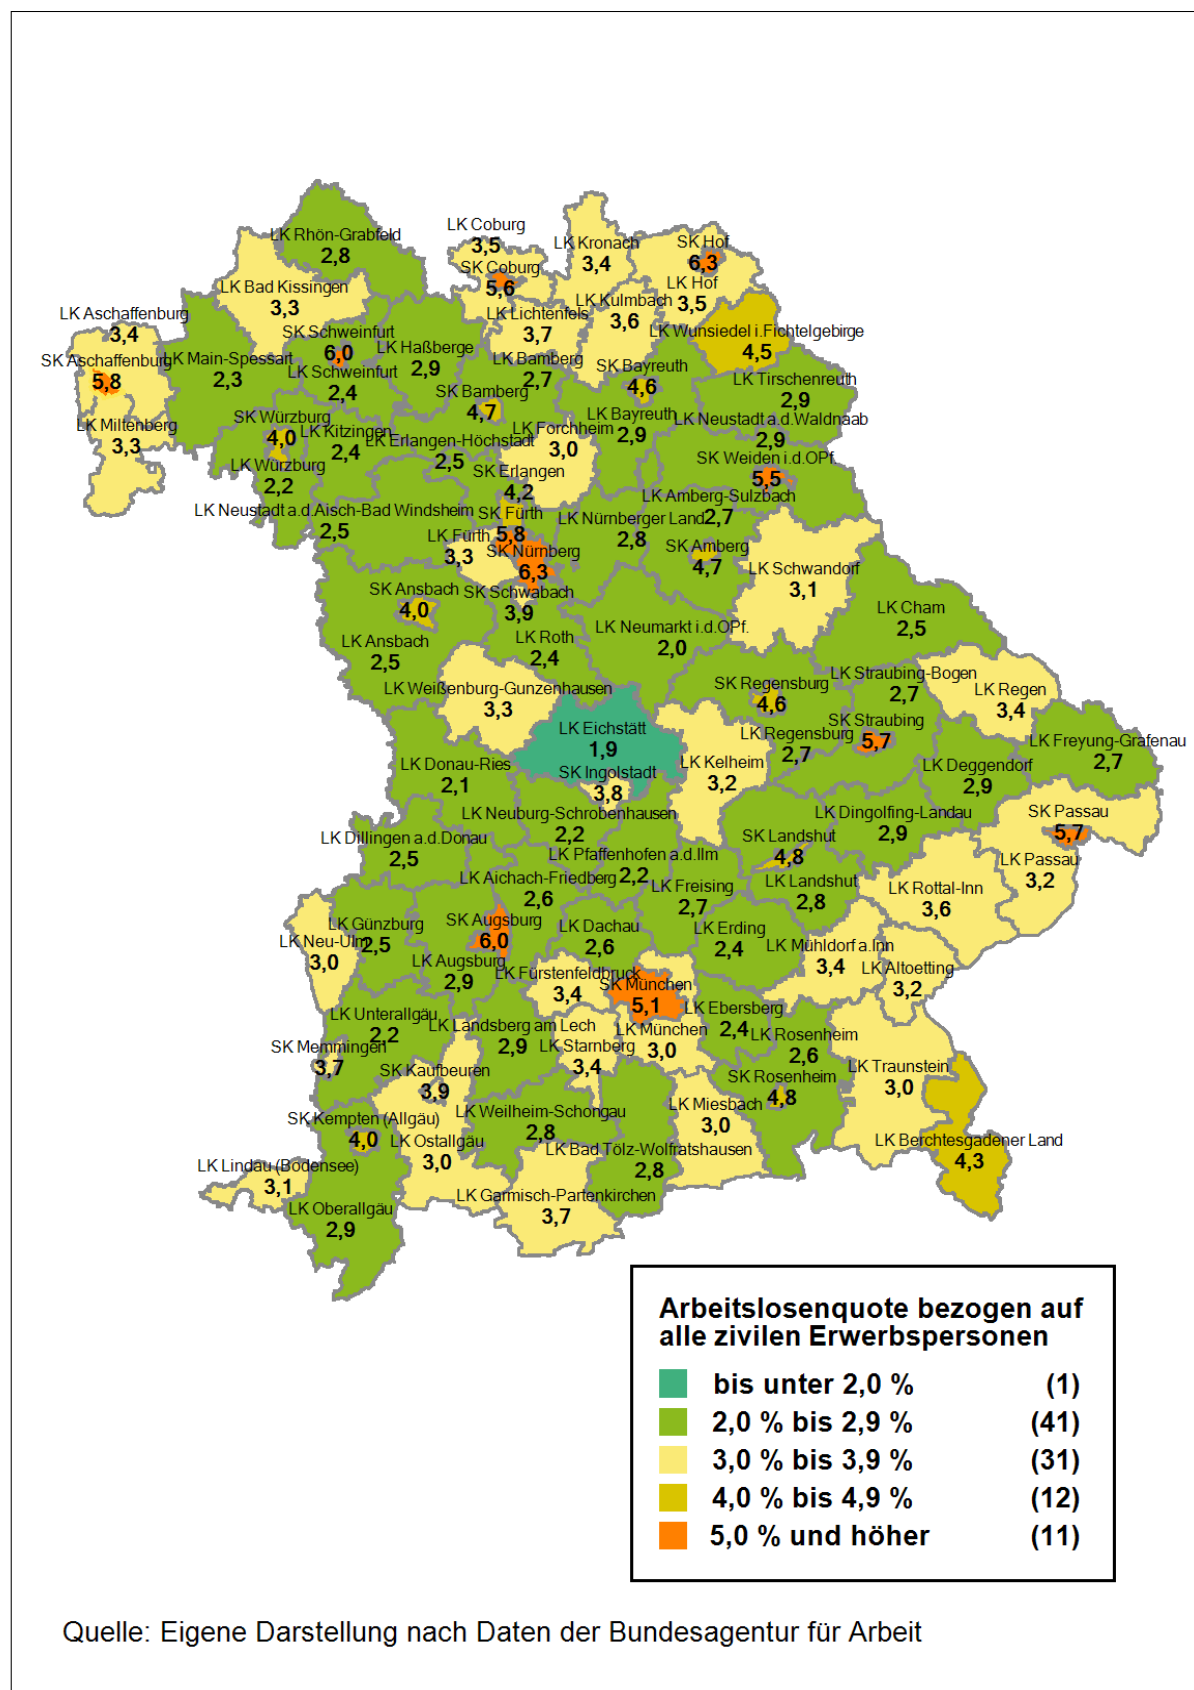 LK Rhön-Grabfeld
2,8
LK Coburg
3,5
SK Coburg
5,6
LK Kronach
3,4
SK Hof
6,3
LK Hof
3,5
LK Bad Kissingen
3,3
LK Lichtenfels
3,7
LK Kulmbach
3,6
LK Wunsiedel i.Fichtelgebirge
4,5
LK Aschaffenburg
3,4
SK Aschaffenburg
5,8
LK Main-Spessart
2,3
SK Schweinfurt
6,0
LK Schweinfurt
2,4
LK Haßberge
2,9
LK Bamberg
2,7
SK Bamberg
4,7
SK Bayreuth
4,6
LK Tirschenreuth
2,9
LK Miltenberg
3,3
SK Würzburg
4,0
LK Würzburg
2,2
LK Kitzingen
2,4
LK Erlangen-Höchstadt
2,5
LK Forchheim
3,0
LK Bayreuth
2,9
LK Neustadt a.d.Waldnaab
2,9
SK Weiden i.d.OPf.
5,5
SK Erlangen
4,2
LK Neustadt a.d.Aisch-Bad Windsheim
2,5
SK Fürth
5,8
LK Fürth
3,3
SK Nürnberg
6,3
LK Nürnberger Land
2,8
LK Amberg-Sulzbach
2,7
SK Amberg
4,7
LK Schwandorf
3,1
SK Ansbach
4,0
SK Schwabach
3,9
LK Ansbach
2,5
LK Roth
2,4
LK Neumarkt i.d.OPf.
2,0
LK Cham
2,5
LK Weißenburg-Gunzenhausen
3,3
SK Regensburg
4,6
LK Straubing-Bogen
2,7
LK Regen
3,4
LK Eichstätt
1,9
LK Regensburg
2,7
SK Straubing
5,7
LK Freyung-Grafenau
2,7
LK Donau-Ries
2,1
SK Ingolstadt
3,8
LK Kelheim
3,2
LK Deggendorf
2,9
LK Neuburg-Schrobenhausen
2,2
LK Dingolfing-Landau
2,9
SK Passau
5,7
LK Dillingen a.d.Donau
2,5
LK Pfaffenhofen a.d.Ilm
2,2
SK Landshut
4,8
LK Passau
3,2
LK Aichach-Friedberg
2,6
LK Freising
2,7
LK Landshut
2,8
LK Rottal-Inn
3,6
LK Günzburg
2,5
LK Neu-Ulm
3,0
SK Augsburg
6,0
LK Dachau
2,6
LK Erding
2,4
LK Mühldorf a.Inn
3,4
LK Altoetting
3,2
LK Augsburg
2,9
LK Fürstenfeldbruck
3,4
SK München
5,1
LK Unterallgäu
2,2
LK Landsberg am Lech
2,9
LK Starnberg
3,4
LK München
3,0
LK Ebersberg
2,4
LK Rosenheim
2,6
SK Memmingen
3,7
SK Kaufbeuren
3,9
SK Rosenheim
4,8
LK Traunstein
3,0
SK Kempten (Allgäu)
4,0
LK Weilheim-Schongau
2,8
LK Miesbach
3,0
LK Ostallgäu
3,0
LK Bad Tölz-Wolfratshausen
2,8
LK Berchtesgadener Land
4,3
LK Lindau (Bodensee)
3,1
LK Oberallgäu
2,9
LK Garmisch-Partenkirchen
3,7
Arbeitslosenquote bezogen auf
alle zivilen Erwerbspersonen
bis unter 2,0 % (1)
2,0 % bis 2,9 % (41)
3,0 % bis 3,9 % (31)
4,0 % bis 4,9 % (12)
5,0 % und höher (11)
Quelle: Eigene Darstellung nach Daten der Bundesagentur für Arbeit